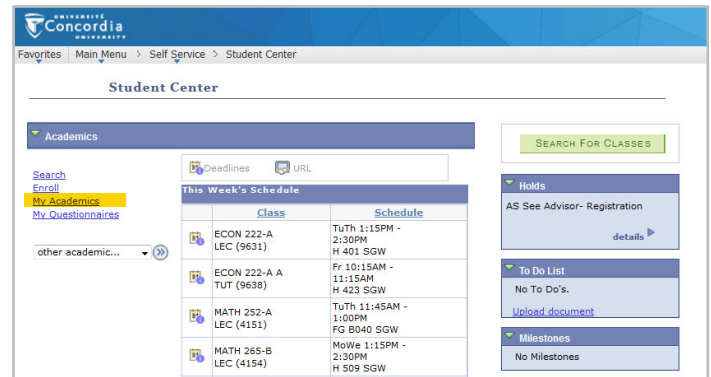 UNIVERSITÉ
Concordia
UNIVERSITY
Favorites Main Menu > Self Service > Student Center
Student Center
Academics
Search
Enroll
My Academics
My Questionnaires
other academic...
Deadlines URL
This Week's Schedule
Class Schedule
ECON 222-A
LEC (9631)
TuTh 1:15PM -
2:30PM
H 401 SGW
ECON 222-A A
TUT (9638)
Fr 10:15AM -
11:15AM
H 423 SGW
MATH 252-A
LEC (4151)
TuTh 11:45AM -
1:00PM
FG B040 SGW
MATH 265-B
LEC (4154)
MoWe 1:15PM -
2:30PM
H 509 SGW
SEARCH FOR CLASSES
Holds
AS See Advisor- Registration
details
To Do List
No To Do's.
Upload document
Milestones
No Milestones